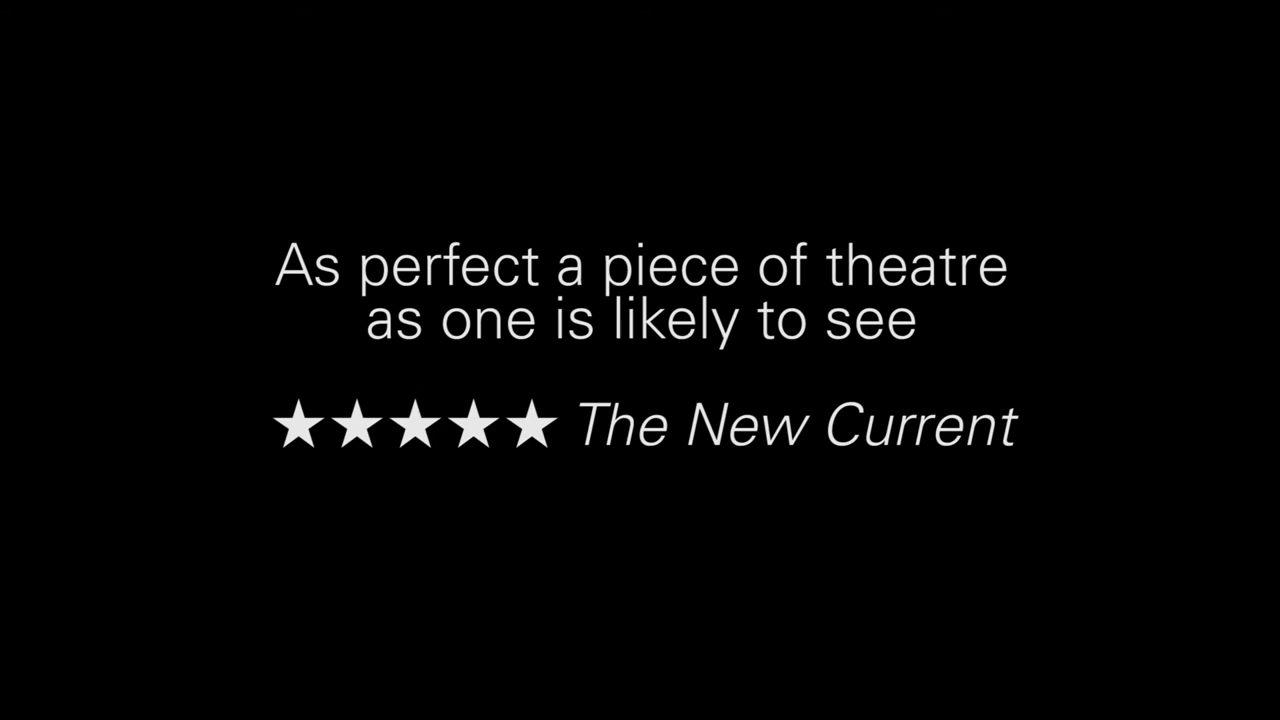 As perfect a piece of theatre
as one is likely to see
★★★★★ The New Current